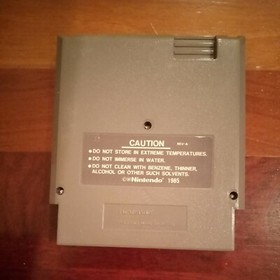 CAUTION REV-A
●DO NOT STORE IN EXTREME TEMPERATURES.
●DO NOT IMMERSE IN WATER.
●DO NOT CLEAN WITH BENZENE, THINNER,
ALCOHOL OR OTHER SUCH SOLVENTS.
©Nintendo® 1985